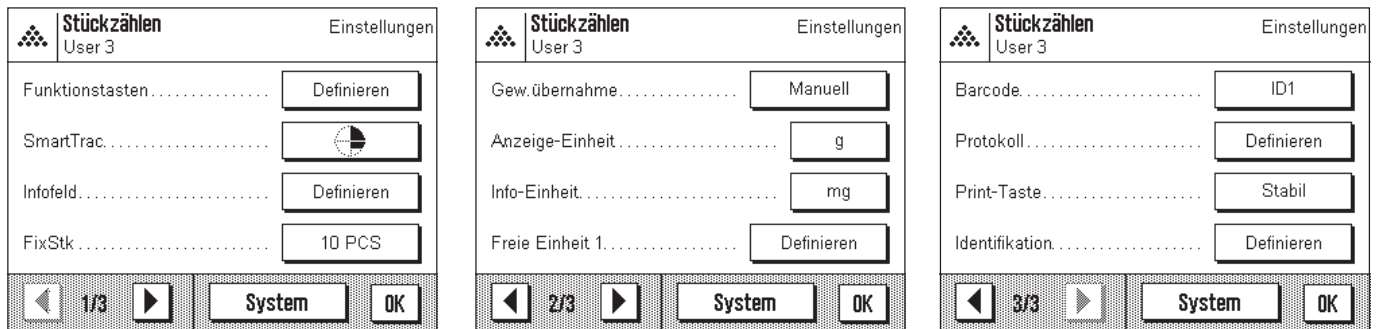 Stückzählen
Einstellungen
User 3
Funktionstasten............... Definieren
SmartTrac.....................
Infofeld....................... Definieren
FixStk....................... 10 PCS
1/3 System OK
Stückzählen
Einstellungen
User 3
Gew.übernahme............... Manuell
Anzeige-Einheit.................... g
Info-Einheit........................ mg
Freie Einheit 1................. Definieren
2/3 System OK
Stückzählen
Einstellungen
User 3
Barcode....................... ID1
Protokoll...................... Definieren
Print-Taste.................... Stabil
Identifikation.................. Definieren
3/3 System OK